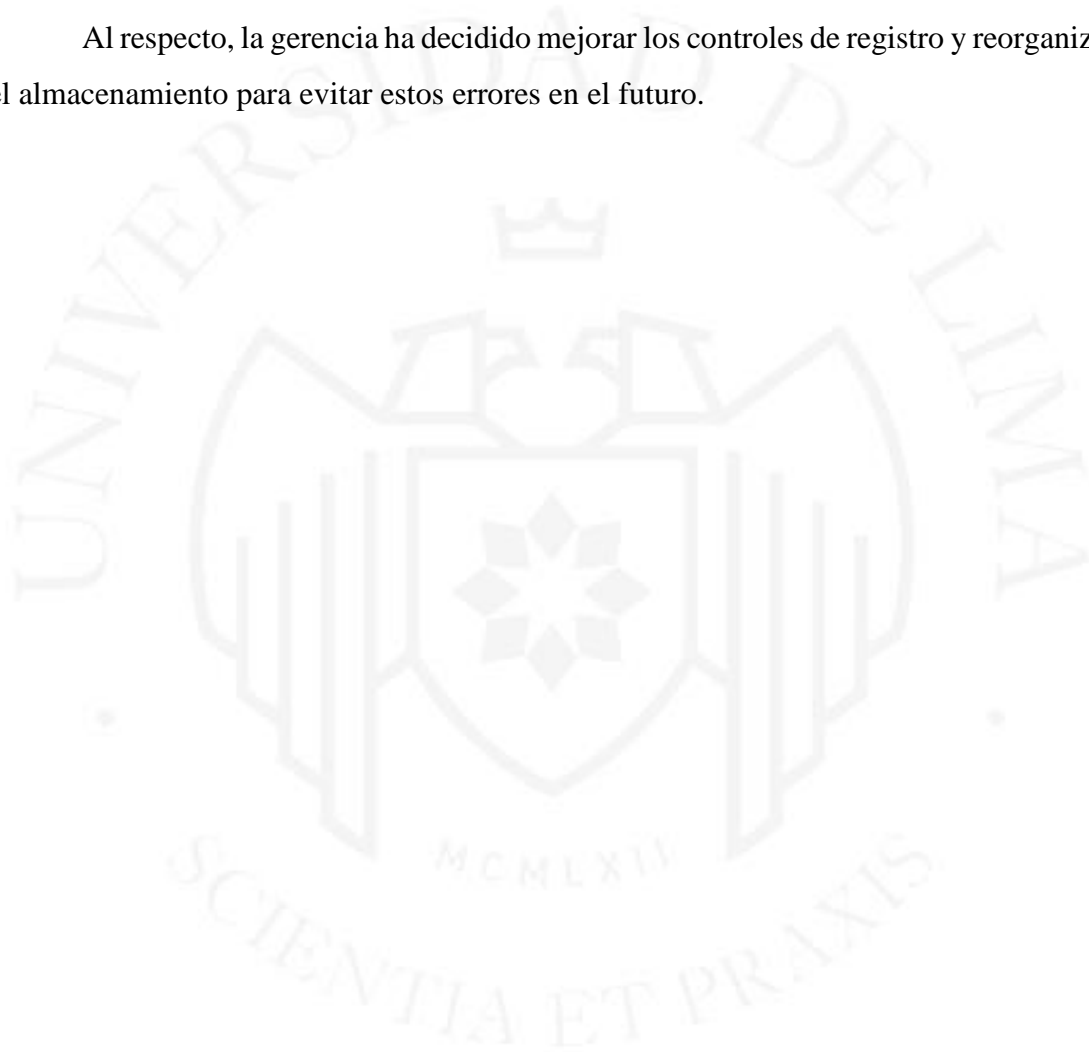 Al respecto, la gerencia ha decidido mejorar los controles de registro y reorganiz
el almacenamiento para evitar estos errores en el futuro.
UNIVERSIDAD DE LIMA
MCMLXII
SCIENTIA ET PRAXIS